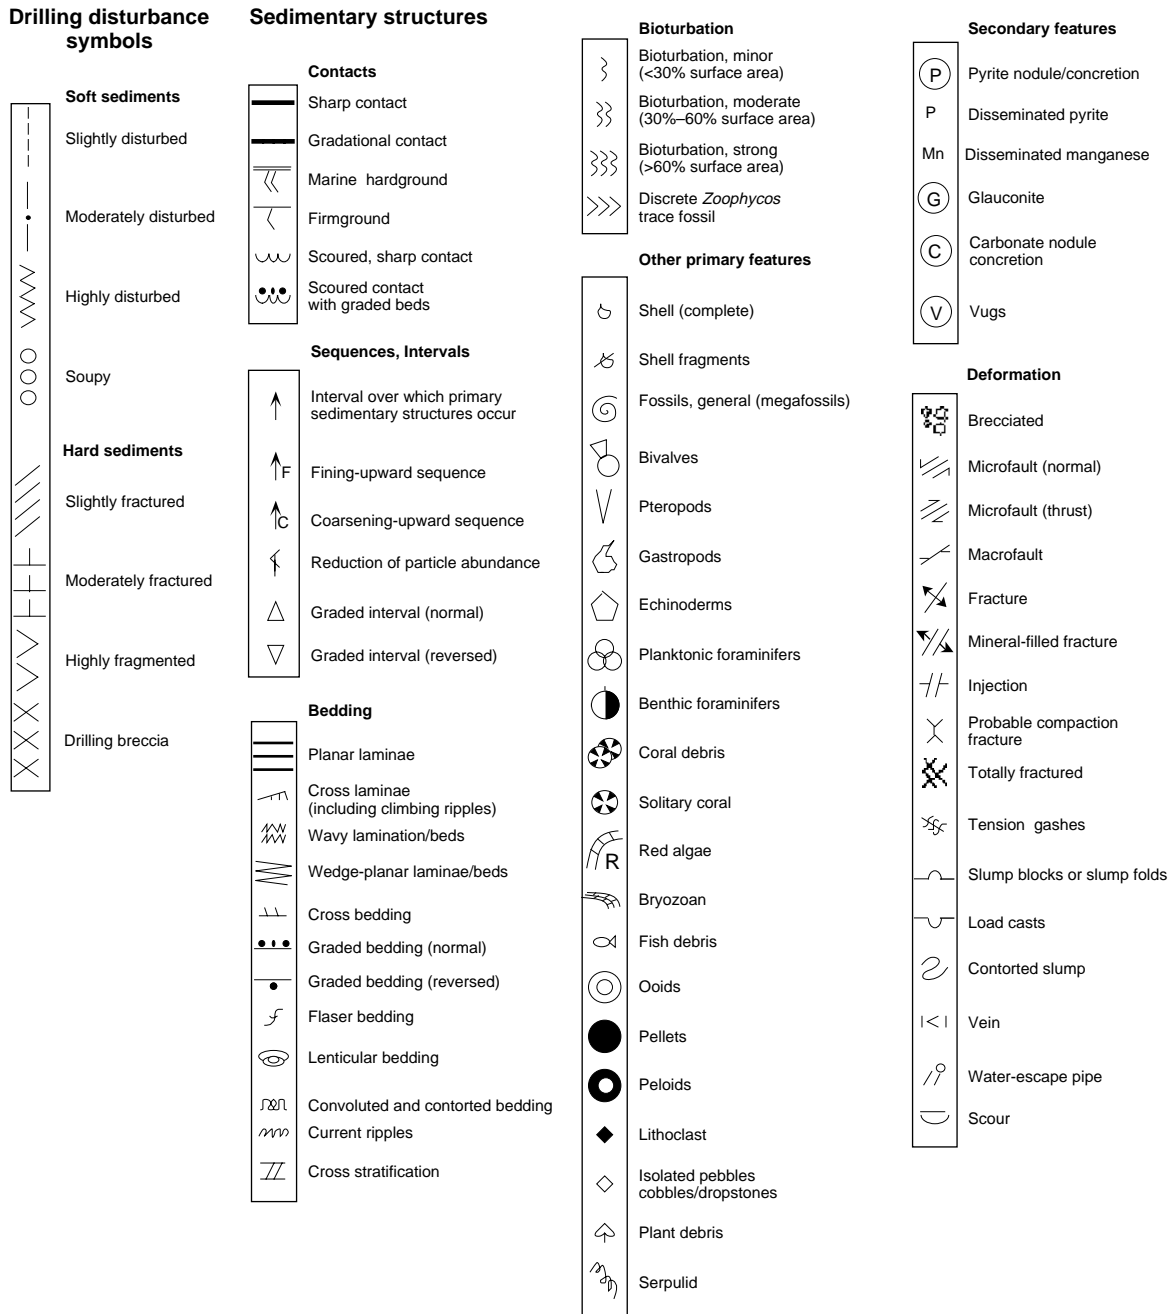 Drilling disturbance
symbols
Soft sediments
Slightly disturbed
Moderately disturbed
Highly disturbed
Soupy
Hard sediments
Slightly fractured
Moderately fractured
Highly fragmented
Drilling breccia
Sedimentary structures
Contacts
Sharp contact
Gradational contact
Marine hardground
Firmground
Scoured, sharp contact
Scoured contact
with graded beds
Sequences, Intervals
Interval over which primary
sedimentary structures occur
F
Fining-upward sequence
C
Coarsening-upward sequence
Reduction of particle abundance
Graded interval (normal)
Graded interval (reversed)
Bedding
Planar laminae
Cross laminae
(including climbing ripples)
Wavy lamination/beds
Wedge-planar laminae/beds
Cross bedding
Graded bedding (normal)
Graded bedding (reversed)
Flaser bedding
Lenticular bedding
Convoluted and contorted bedding
Current ripples
Cross stratification
Bioturbation
Bioturbation, minor
(<30% surface area)
Bioturbation, moderate
(30%–60% surface area)
Bioturbation, strong
(>60% surface area)
Discrete Zoophycos
trace fossil
Other primary features
Shell (complete)
Shell fragments
Fossils, general (megafossils)
Bivalves
Pteropods
Gastropods
Echinoderms
Planktonic foraminifers
Benthic foraminifers
Coral debris
Solitary coral
R
Red algae
Bryozoan
Fish debris
Ooids
Pellets
Peloids
Lithoclast
Isolated pebbles
cobbles/dropstones
Plant debris
Serpulid
Secondary features
P Pyrite nodule/concretion
P Disseminated pyrite
Mn Disseminated manganese
G Glauconite
C Carbonate nodule
concretion
V Vugs
Deformation
Brecciated
Microfault (normal)
Microfault (thrust)
Macrofault
Fracture
Mineral-filled fracture
Injection
Probable compaction
fracture
Totally fractured
Tension gashes
Slump blocks or slump folds
Load casts
Contorted slump
Vein
Water-escape pipe
Scour